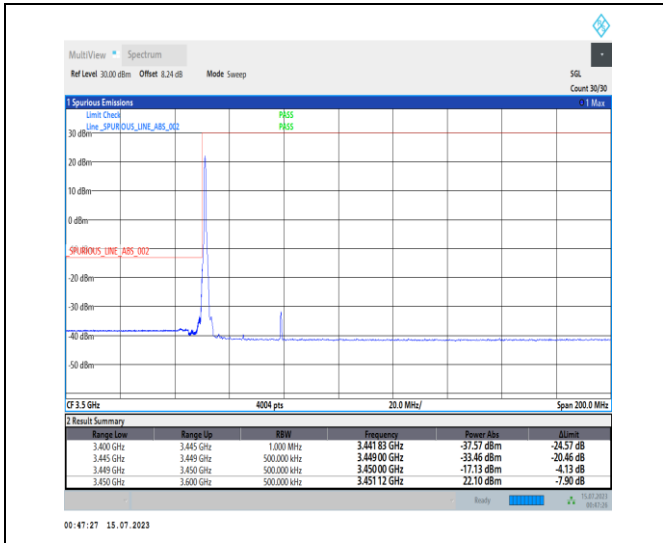 MultiView Spectrum
Ref Level 30.00 dBm Offset 8.24 dB Mode Sweep SGL
Count 30/30
1 Spurious Emissions 1 Max
Limit Check PASS
Line _SPURIOUS_LINE_ABS_002 PASS
30 dBm
20 dBm
10 dBm
0 dBm
_SPURIOUS_LINE_ABS_002
-20 dBm
-30 dBm
-40 dBm
-50 dBm
CF 3.5 GHz 4004 pts 20.0 MHz/ Span 200.0 MHz
2 Result Summary
Range Low Range Up RBW Frequency Power Abs ΔLimit
3.400 GHz 3.445 GHz 1.000 MHz 3.441 83 GHz -37.57 dBm -24.57 dB
3.445 GHz 3.449 GHz 500.000 kHz 3.449 00 GHz -33.46 dBm -20.46 dB
3.449 GHz 3.450 GHz 500.000 kHz 3.450 00 GHz -17.13 dBm -4.13 dB
3.450 GHz 3.600 GHz 500.000 kHz 3.451 12 GHz 22.10 dBm -7.90 dB
Ready 15.07.2023
00:47:26
00:47:27 15.07.2023